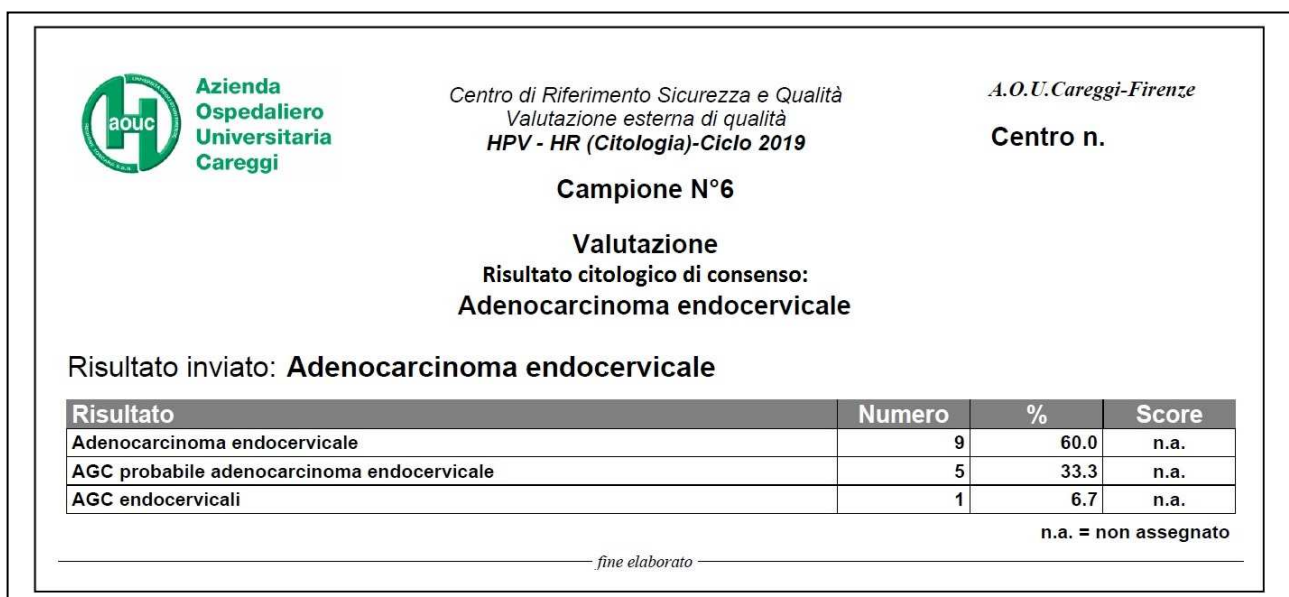 aouc
Azienda
Ospedaliero
Universitaria
Careggi
Centro di Riferimento Sicurezza e Qualità
Valutazione esterna di qualità
HPV - HR (Citologia)-Ciclo 2019
A.O.U.Careggi-Firenze
Centro n.
Campione N°6
Valutazione
Risultato citologico di consenso:
Adenocarcinoma endocervicale
Risultato inviato: Adenocarcinoma endocervicale
Risultato Numero % Score
Adenocarcinoma endocervicale 9 60.0 n.a.
AGC probabile adenocarcinoma endocervicale 5 33.3 n.a.
AGC endocervicali 1 6.7 n.a.
n.a. = non assegnato
fine elaborato